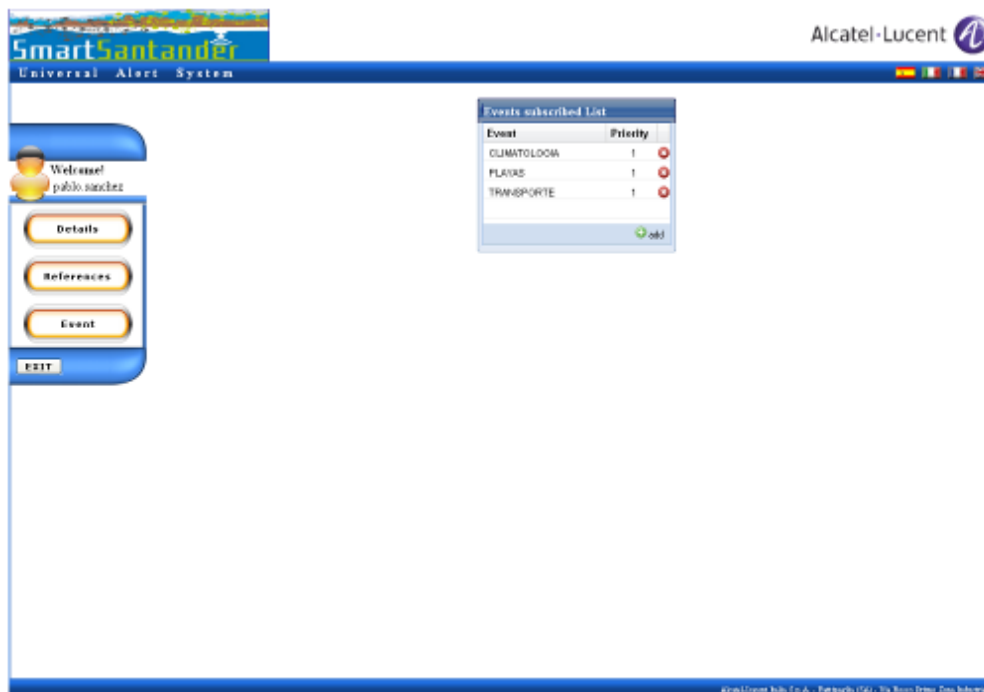 SmartSantander
Alcatel·Lucent
Universal Alert System
Events subscribed List
Event Priority
CLIMATOLOGIA 1
PLAYAS 1
TRANSPORTE 1
add
Welcome!
pablo.sanchez
Details
References
Event
EXIT